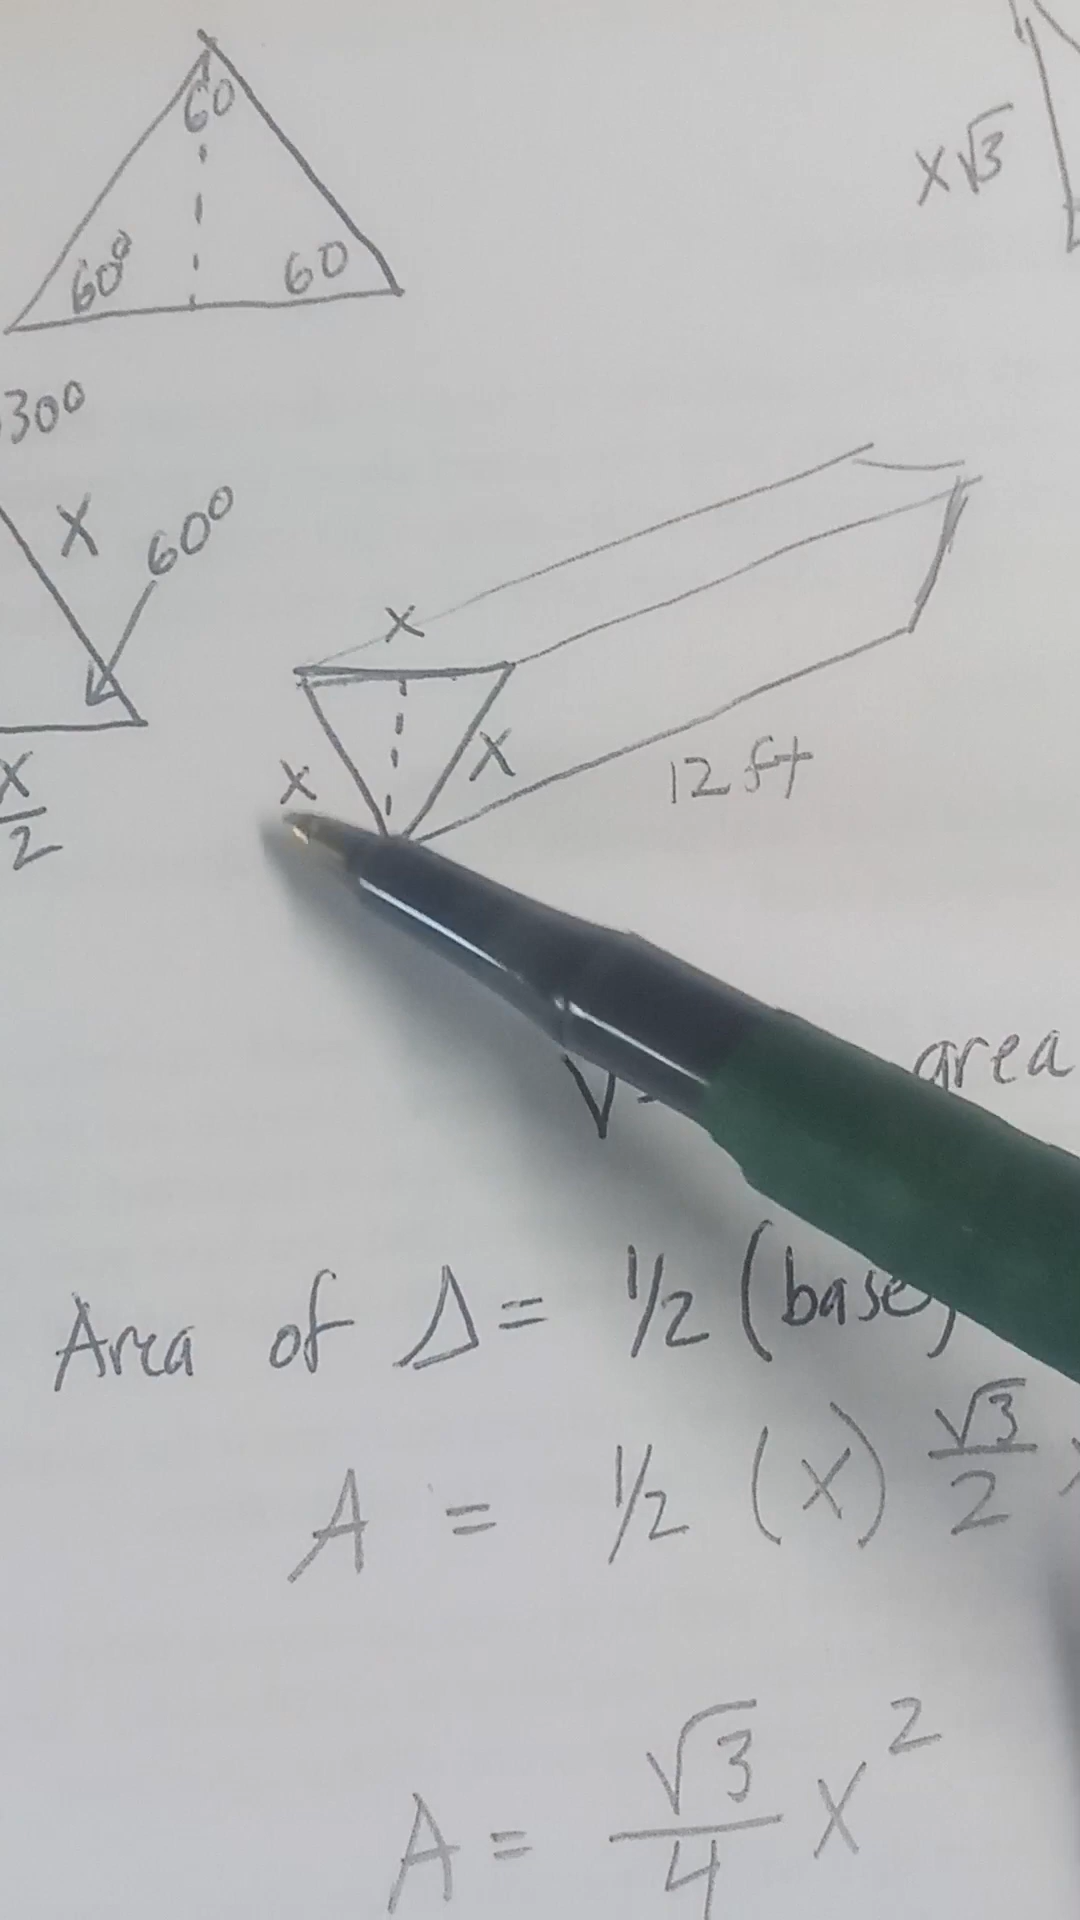 60
60°
60
x√3
30°
x
60°
x
x
x
12 ft
x/2
area
Area of Δ = 1/2 (base)
A = 1/2 (x) √3/2
A = √3/4 x²